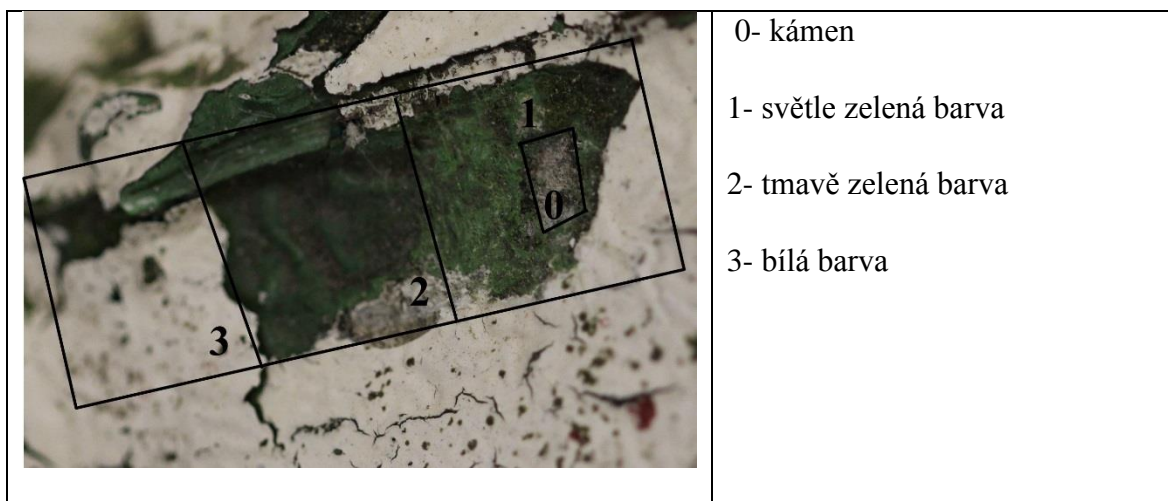 1
0
2
3
0- kámen
1- světle zelená barva
2- tmavě zelená barva
3- bílá barva